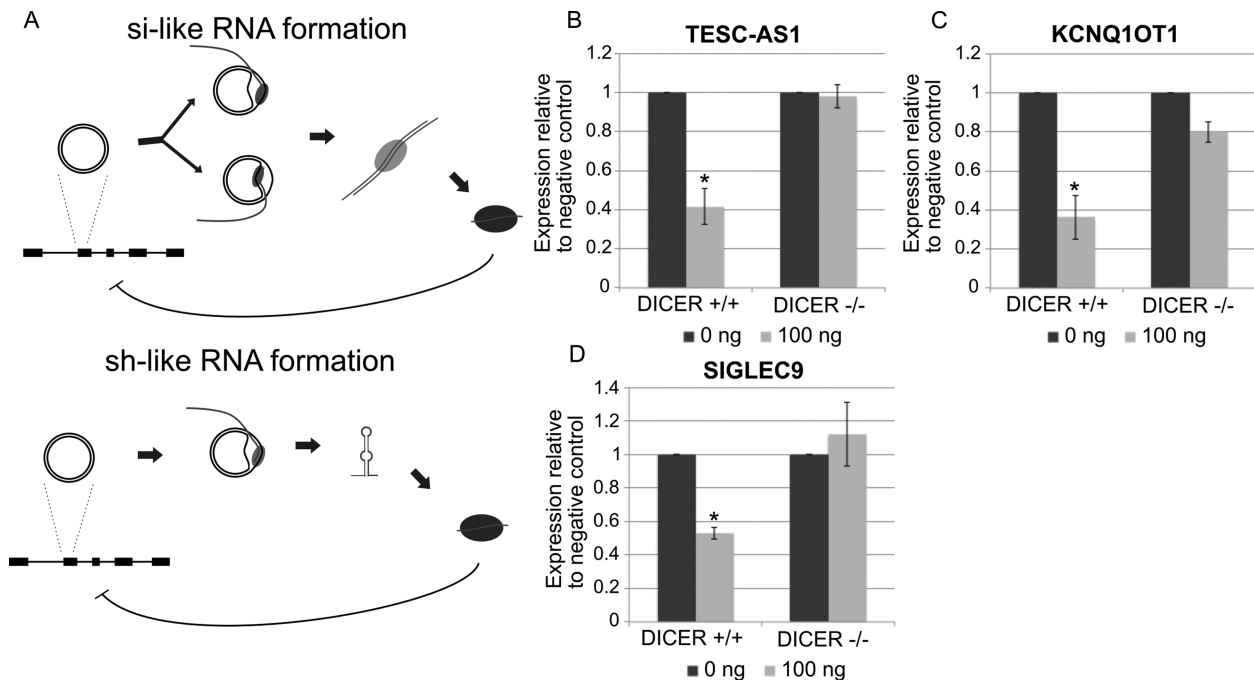 A
si-like RNA formation
sh-like RNA formation
B
TESC-AS1
Expression relative
to negative control
1.2
1
0.8
0.6
0.4
0.2
0
*
DICER +/+
DICER -/-
0 ng
100 ng
C
KCNQ1OT1
Expression relative
to negative control
1.2
1
0.8
0.6
0.4
0.2
0
*
DICER +/+
DICER -/-
0 ng
100 ng
D
SIGLEC9
Expression relative
to negative control
1.4
1.2
1
0.8
0.6
0.4
0.2
0
*
DICER +/+
DICER -/-
0 ng
100 ng